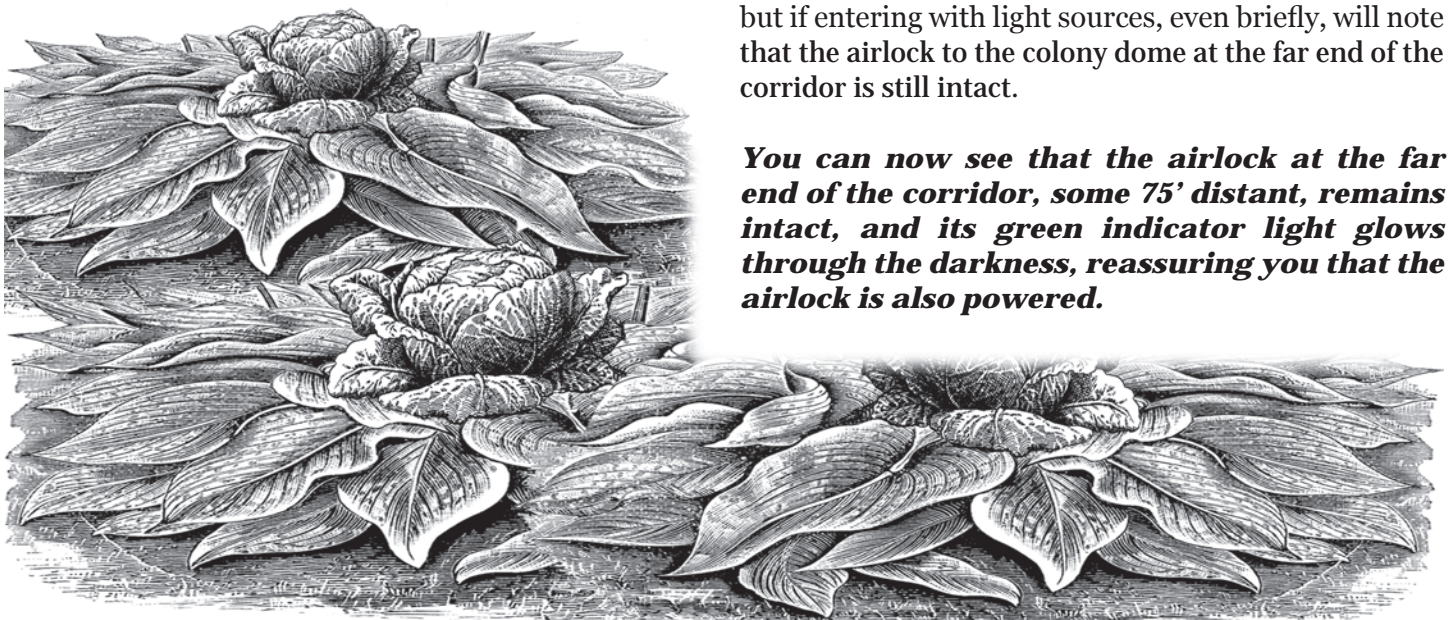 but if entering with light sources, even briefly, will note
that the airlock to the colony dome at the far end of the
corridor is still intact.
You can now see that the airlock at the far
end of the corridor, some 75’ distant, remains
intact, and its green indicator light glows
through the darkness, reassuring you that the
airlock is also powered.